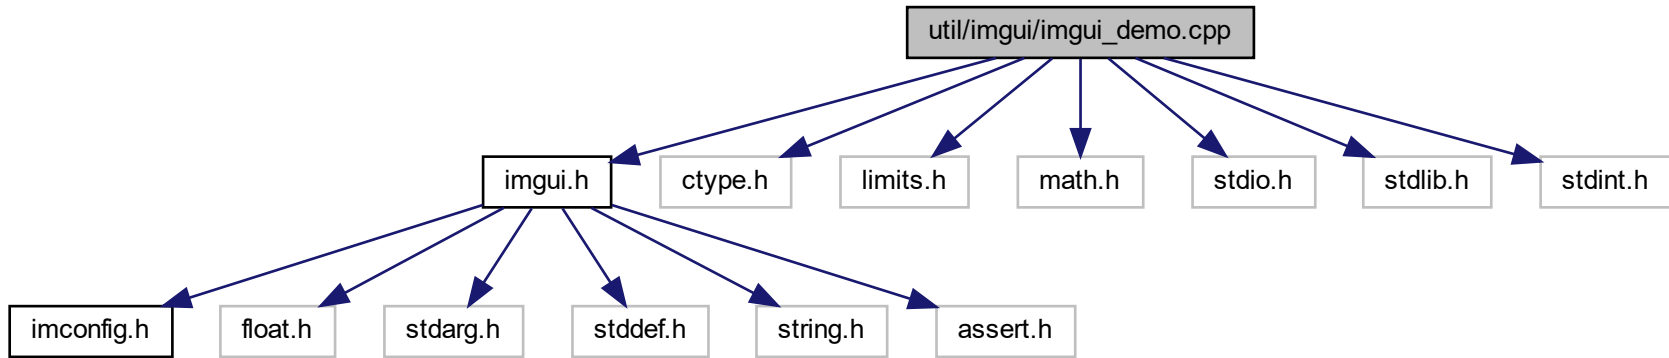 util/imgui/imgui_demo.cpp
imgui.h
ctype.h
limits.h
math.h
stdio.h
stdlib.h
stdint.h
imconfig.h
float.h
stdarg.h
stddef.h
string.h
assert.h